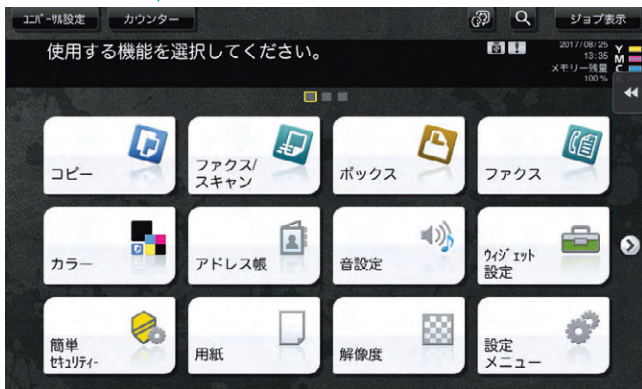 ﾕﾆﾊﾞｰｻﾙ設定
カウンター
ジョブ表示
使用する機能を選択してください。
2017/08/25
13:35
メモリー残量
100%
Y
M
C
コピー
ファクス/
スキャン
ボックス
ファクス
カラー
アドレス帳
音設定
ｳｨｼﾞｪｯﾄ
設定
簡単
ｾｷｭﾘﾃｨｰ
用紙
解像度
設定
メニュー